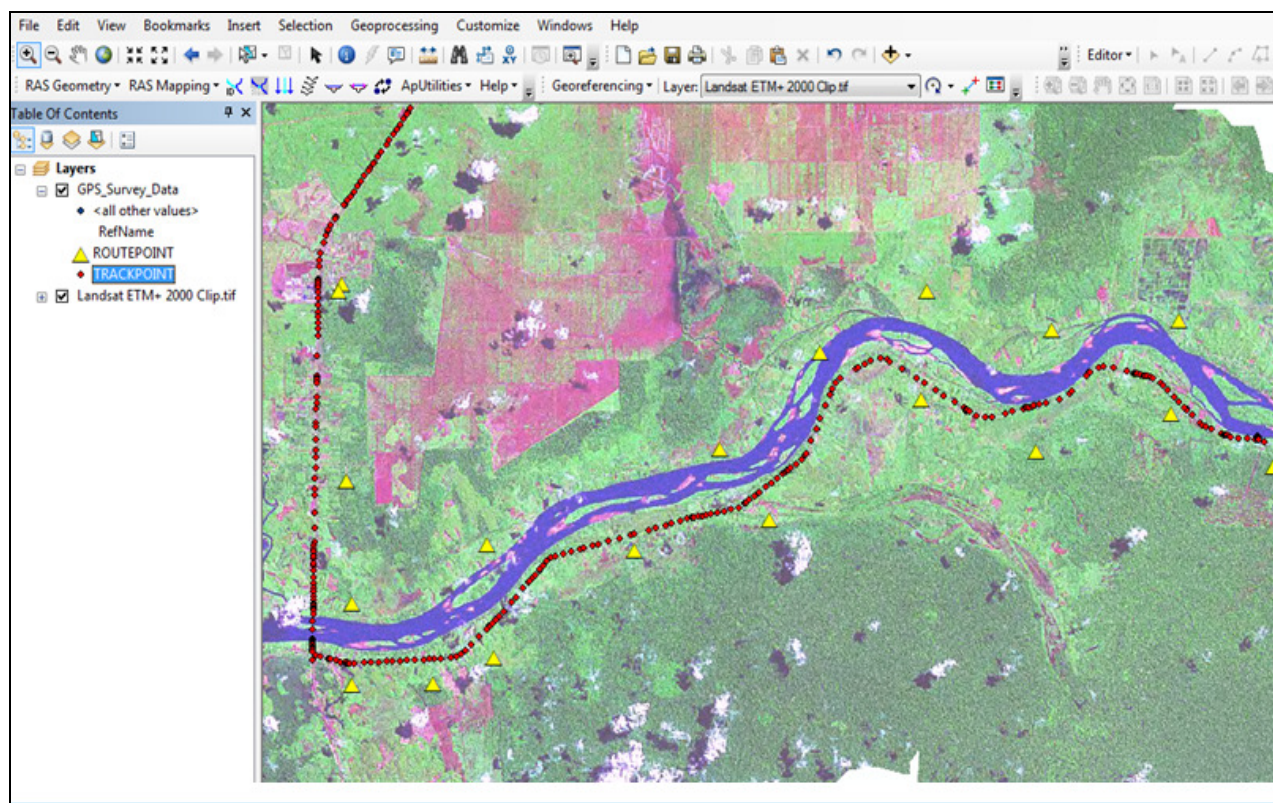 File Edit View Bookmarks Insert Selection Geoprocessing Customize Windows Help
Editor
RAS Geometry RAS Mapping ApUtilities Help Georeferencing Layer: Landsat ETM+ 2000 Clip.tif
Table Of Contents
Layers
GPS_Survey_Data
<all other values>
RefName
ROUTEPOINT
TRACKPOINT
Landsat ETM+ 2000 Clip.tif